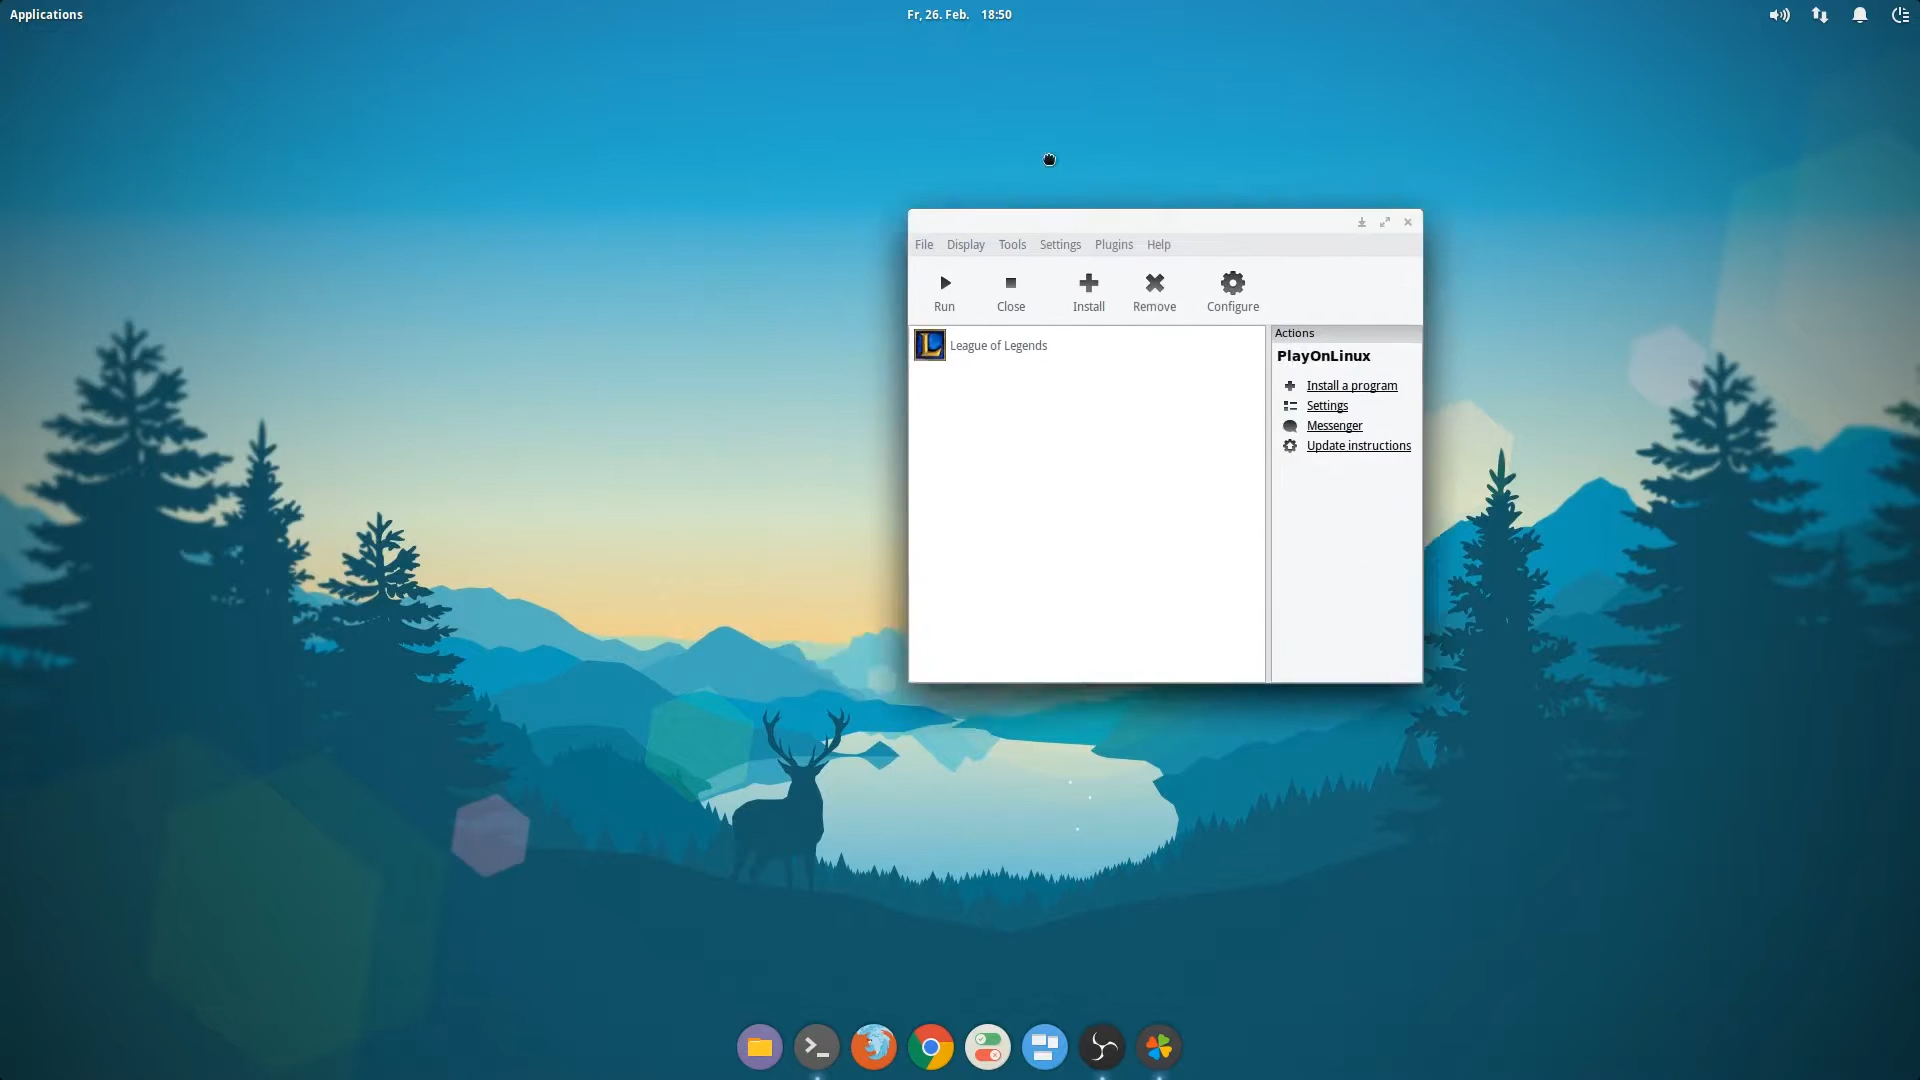 Applications
Fr, 26. Feb. 18:50
File Display Tools Settings Plugins Help
Run Close Install Remove Configure
League of Legends
Actions
PlayOnLinux
Install a program
Settings
Messenger
Update instructions